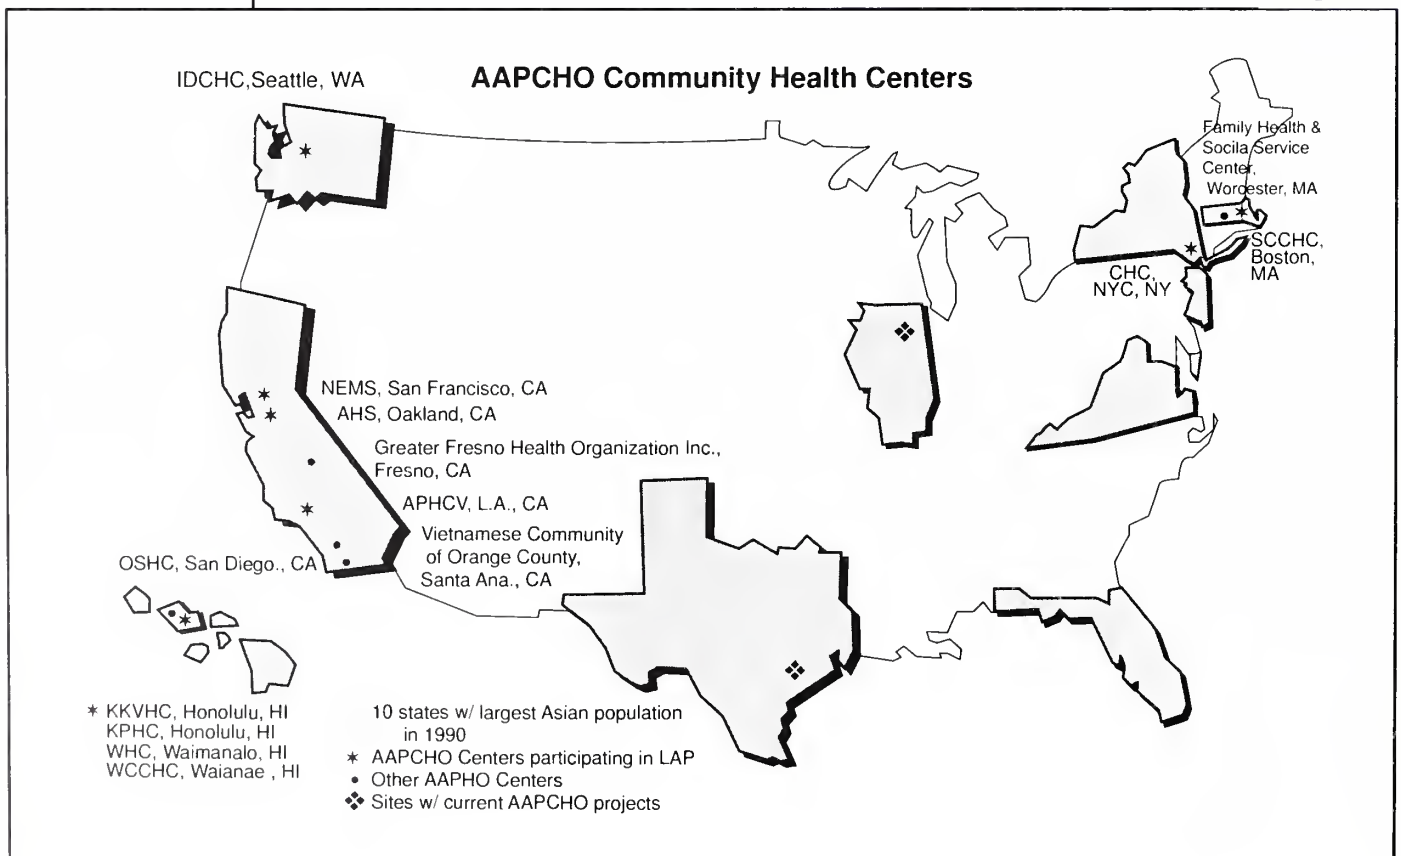 AAPCHO Community Health Centers
IDCHC,Seattle, WA
Family Health &
Socila Service
Center,
Worcester, MA
SCCHC,
Boston,
MA
CHC,
NYC, NY
NEMS, San Francisco, CA
AHS, Oakland, CA
Greater Fresno Health Organization Inc.,
Fresno, CA
APHCV, L.A., CA
Vietnamese Community
of Orange County,
Santa Ana., CA
OSHC, San Diego., CA
* KKVHC, Honolulu, HI
KPHC, Honolulu, HI
WHC, Waimanalo, HI
WCCHC, Waianae , HI
10 states w/ largest Asian population
in 1990
* AAPCHO Centers participating in LAP
• Other AAPHO Centers
❖ Sites w/ current AAPCHO projects